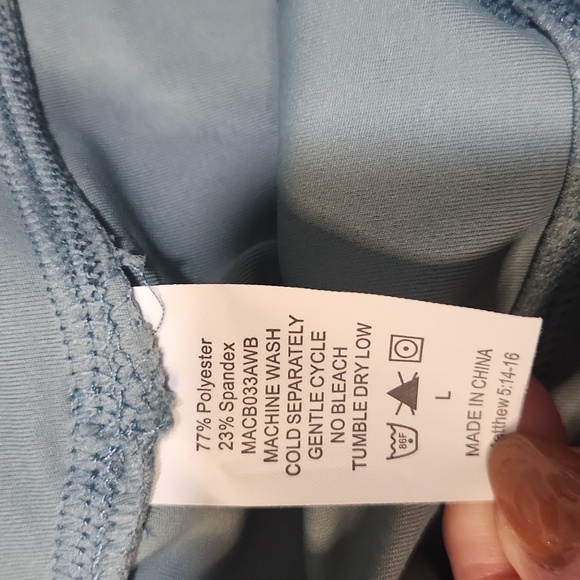 77% Polyester
23% Spandex
MACB033AWB
MACHINE WASH
COLD SEPARATELY
GENTLE CYCLE
NO BLEACH
TUMBLE DRY LOW
86F
L
MADE IN CHINA
5:14-16